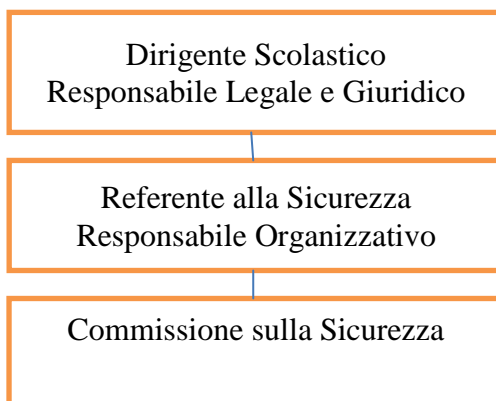 Dirigente Scolastico
Responsabile Legale e Giuridico
Referente alla Sicurezza
Responsabile Organizzativo
Commissione sulla Sicurezza